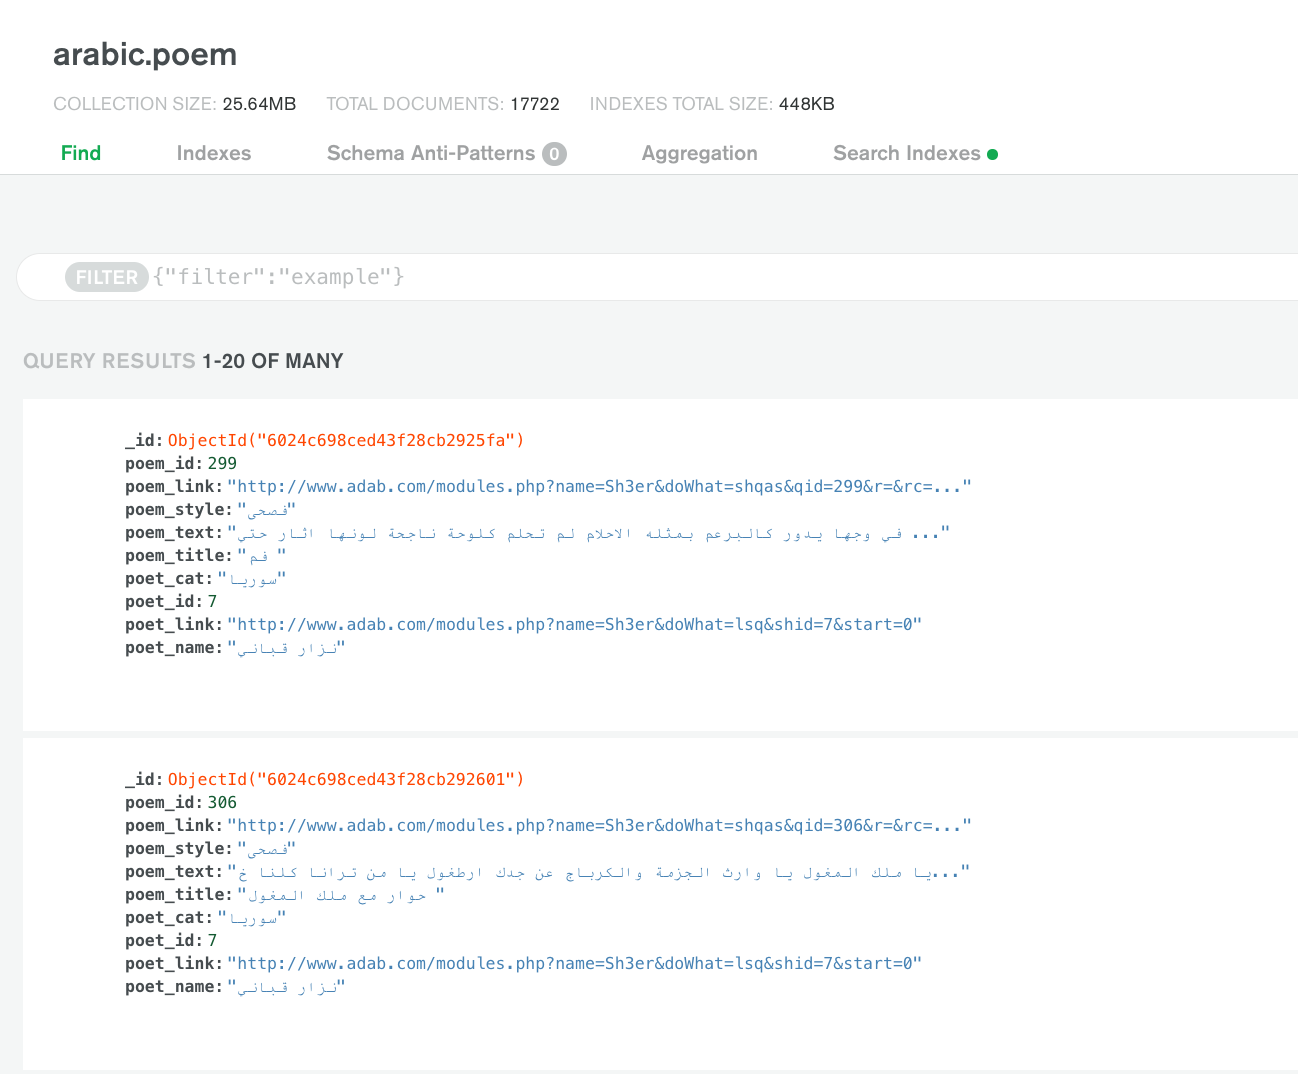 arabic.poem
COLLECTION SIZE: 25.64MB TOTAL DOCUMENTS: 17722 INDEXES TOTAL SIZE: 448KB
Find Indexes Schema Anti-Patterns 0 Aggregation Search Indexes
FILTER {"filter":"example"}
QUERY RESULTS 1-20 OF MANY
_id: ObjectId("6024c698ced43f28cb2925fa")
poem_id: 299
poem_link: "http://www.adab.com/modules.php?name=Sh3er&doWhat=shqas&qid=299&r=&rc=..."
poem_style: "فصحى"
poem_text: "في وجها يدور كالبرعم بمثله الاحلام لم تحلم كلوحة ناجحة لونها اثار حتى ..."
poem_title: "فم "
poet_cat: "سوريا"
poet_id: 7
poet_link: "http://www.adab.com/modules.php?name=Sh3er&doWhat=lsq&shid=7&start=0"
poet_name: "نزار قباني"
_id: ObjectId("6024c698ced43f28cb292601")
poem_id: 306
poem_link: "http://www.adab.com/modules.php?name=Sh3er&doWhat=shqas&qid=306&r=&rc=..."
poem_style: "فصحى"
poem_text: "يا ملك المغول يا وارث الجزمة والكرباج عن جدك ارطغول يا من ترانا كلنا خ..."
poem_title: "حوار مع ملك المغول "
poet_cat: "سوريا"
poet_id: 7
poet_link: "http://www.adab.com/modules.php?name=Sh3er&doWhat=lsq&shid=7&start=0"
poet_name: "نزار قباني"